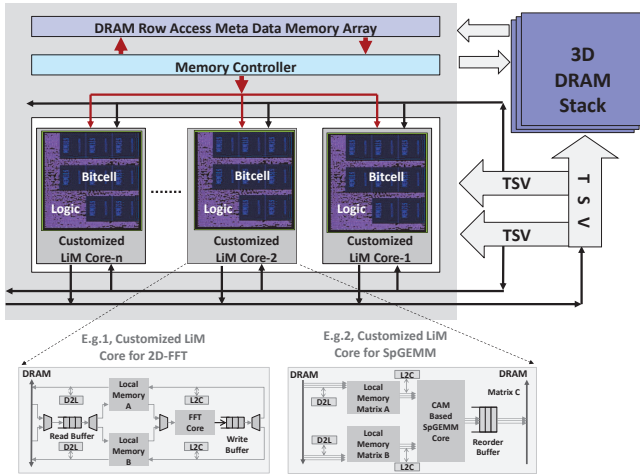 DRAM Row Access Meta Data Memory Array
Memory Controller
3D
DRAM
Stack
Bitcell
Logic
Customized
LiM Core-n
.......
Bitcell
Logic
Customized
LiM Core-2
Bitcell
Logic
Customized
LiM Core-1
TSV
TSV
TSV
E.g.1, Customized LiM
Core for 2D-FFT
E.g.2, Customized LiM
Core for SpGEMM
DRAM
D2L
Local
Memory
A
L2C
Read Buffer
FFT
Core
Write
Buffer
D2L
Local
Memory
B
L2C
DRAM
D2L
Local
Memory
Matrix A
L2C
CAM
Based
SpGEMM
Core
D2L
Local
Memory
Matrix B
L2C
Reorder
Buffer
Matrix C
DRAM